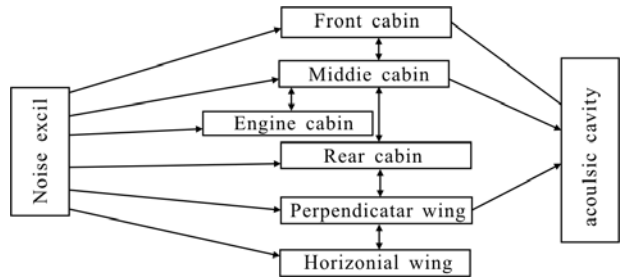 Front cabin
Middie cabin
Engine cabin
Rear cabin
Perpendicatar wing
Horizonial wing
Noise excil
acoulsic cavity